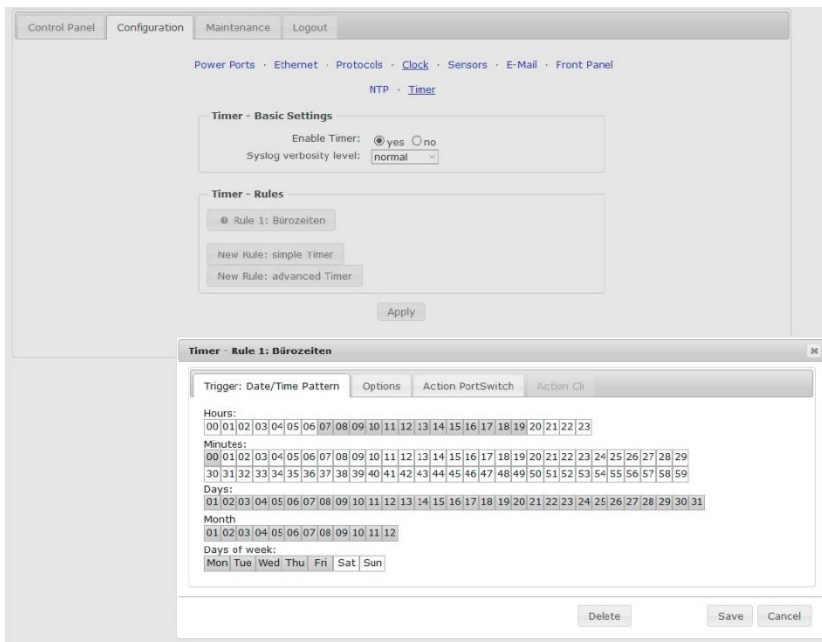 Control Panel Configuration Maintenance Logout
Power Ports · Ethernet · Protocols · Clock · Sensors · E-Mail · Front Panel
NTP · Timer
Timer - Basic Settings
Enable Timer: yes no
Syslog verbosity level: normal
Timer - Rules
Rule 1: Bürozeiten
New Rule: simple Timer
New Rule: advanced Timer
Apply
Timer - Rule 1: Bürozeiten
Trigger: Date/Time Pattern Options Action PortSwitch Action Cli
Hours:
00 01 02 03 04 05 06 07 08 09 10 11 12 13 14 15 16 17 18 19 20 21 22 23
Minutes:
00 01 02 03 04 05 06 07 08 09 10 11 12 13 14 15 16 17 18 19 20 21 22 23 24 25 26 27 28 29
30 31 32 33 34 35 36 37 38 39 40 41 42 43 44 45 46 47 48 49 50 51 52 53 54 55 56 57 58 59
Days:
01 02 03 04 05 06 07 08 09 10 11 12 13 14 15 16 17 18 19 20 21 22 23 24 25 26 27 28 29 30 31
Month
01 02 03 04 05 06 07 08 09 10 11 12
Days of week:
Mon Tue Wed Thu Fri Sat Sun
Delete Save Cancel